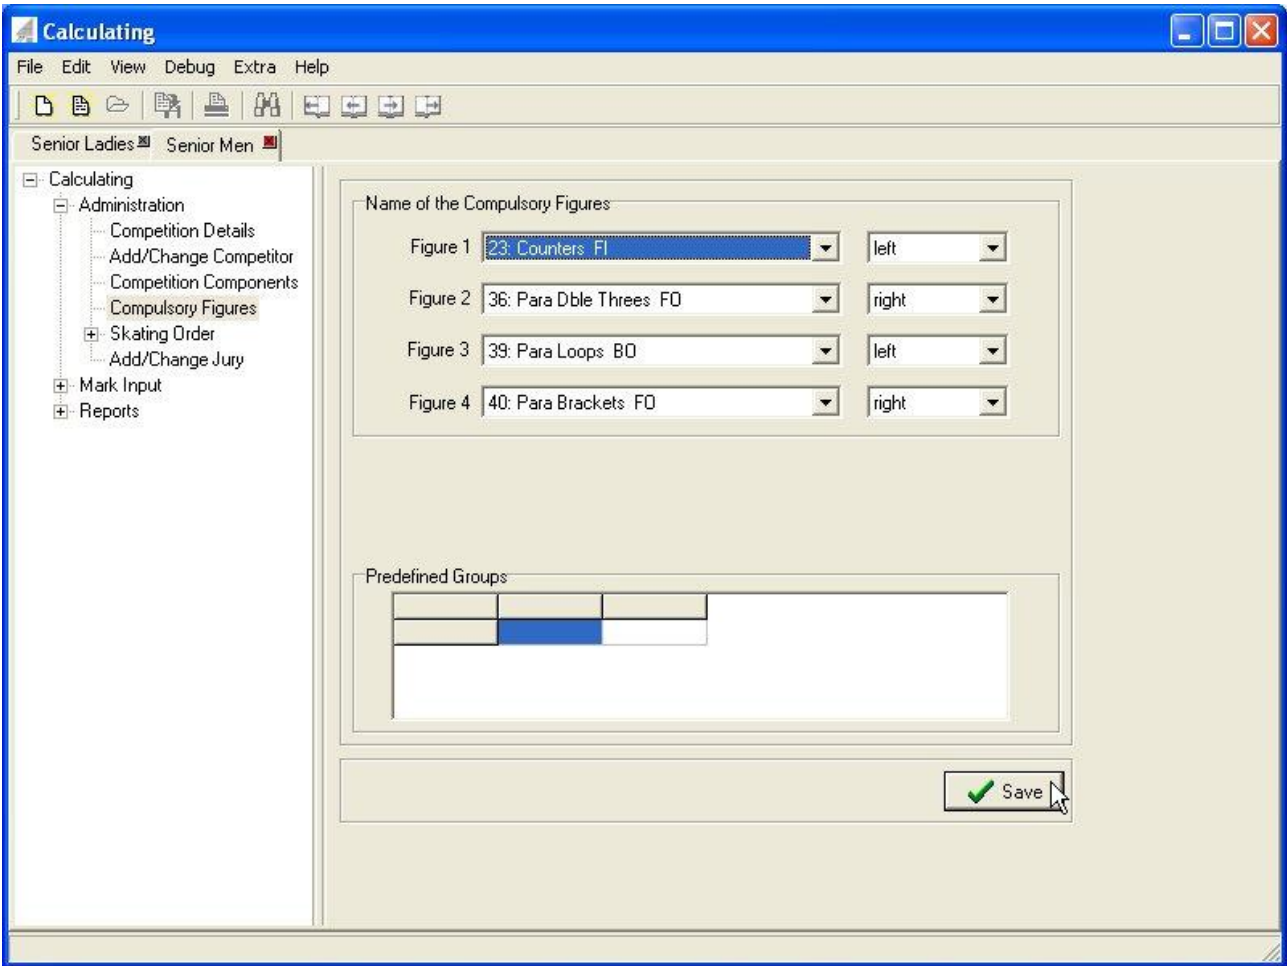 Calculating
File Edit View Debug Extra Help
Senior Ladies Senior Men
Calculating
Administration
Competition Details
Add/Change Competitor
Competition Components
Compulsory Figures
Skating Order
Add/Change Jury
Mark Input
Reports
Name of the Compulsory Figures
Figure 1 23: Counters FI left
Figure 2 36: Para Dble Threes FO right
Figure 3 39: Para Loops BO left
Figure 4 40: Para Brackets FO right
Predefined Groups
Save